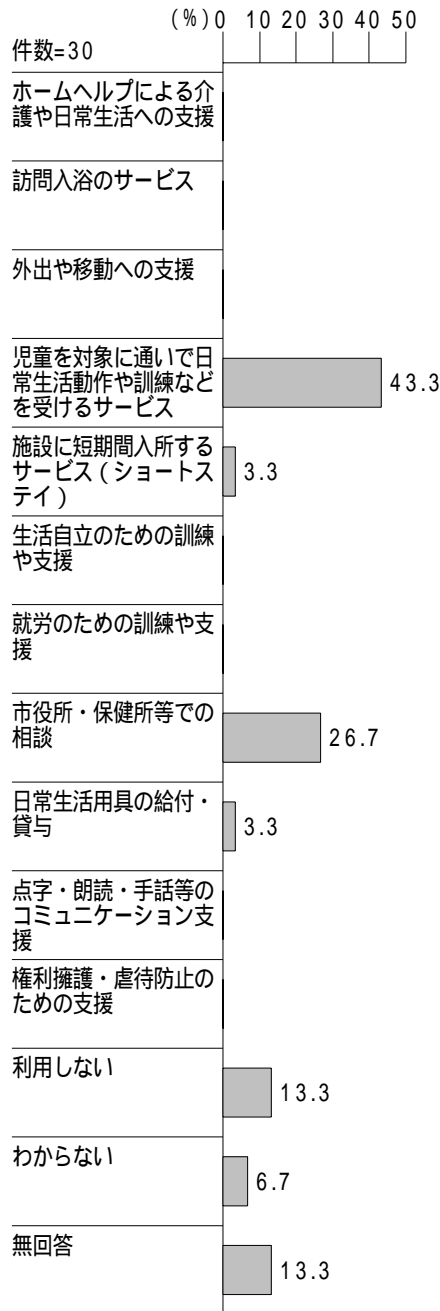 (％) 0 10 20 30 40 50
件数=30
ホームヘルプによる介
護や日常生活への支援
訪問入浴のサービス
外出や移動への支援
児童を対象に通いで日
常生活動作や訓練など
を受けるサービス
43.3
施設に短期間入所する
サービス（ショートス
テイ）
3.3
生活自立のための訓練
や支援
就労のための訓練や支
援
市役所・保健所等での
相談
26.7
日常生活用具の給付・
貸与
3.3
点字・朗読・手話等の
コミュニケーション支
援
権利擁護・虐待防止の
ための支援
利用しない
13.3
わからない
6.7
無回答
13.3